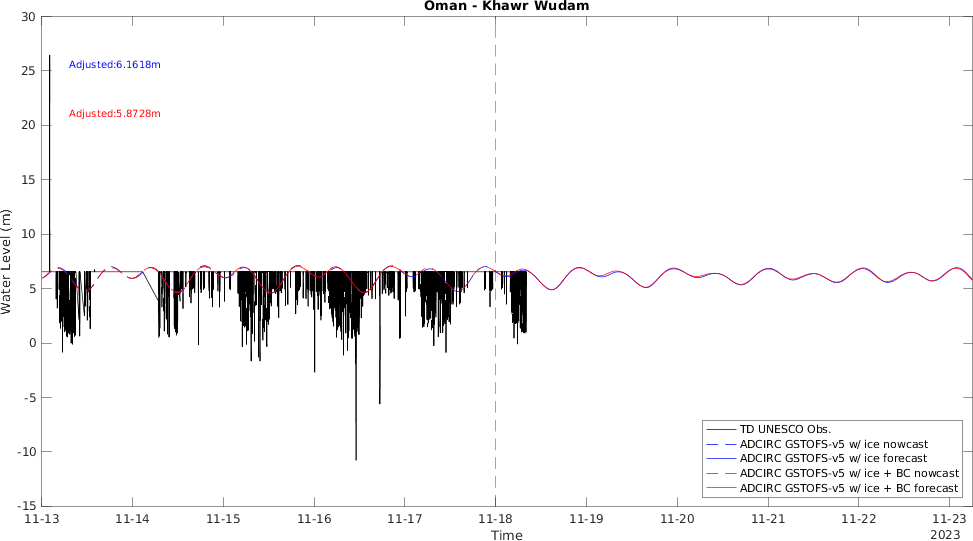 Oman - Khawr Wudam
30
25
20
15
10
5
0
-5
-10
-15
Water Level (m)
Adjusted:6.1618m
Adjusted:5.8728m
TD UNESCO Obs.
ADCIRC GSTOFS-v5 w/ ice nowcast
ADCIRC GSTOFS-v5 w/ ice forecast
ADCIRC GSTOFS-v5 w/ ice + BC nowcast
ADCIRC GSTOFS-v5 w/ ice + BC forecast
11-13 11-14 11-15 11-16 11-17 11-18 11-19 11-20 11-21 11-22 11-23
Time 2023